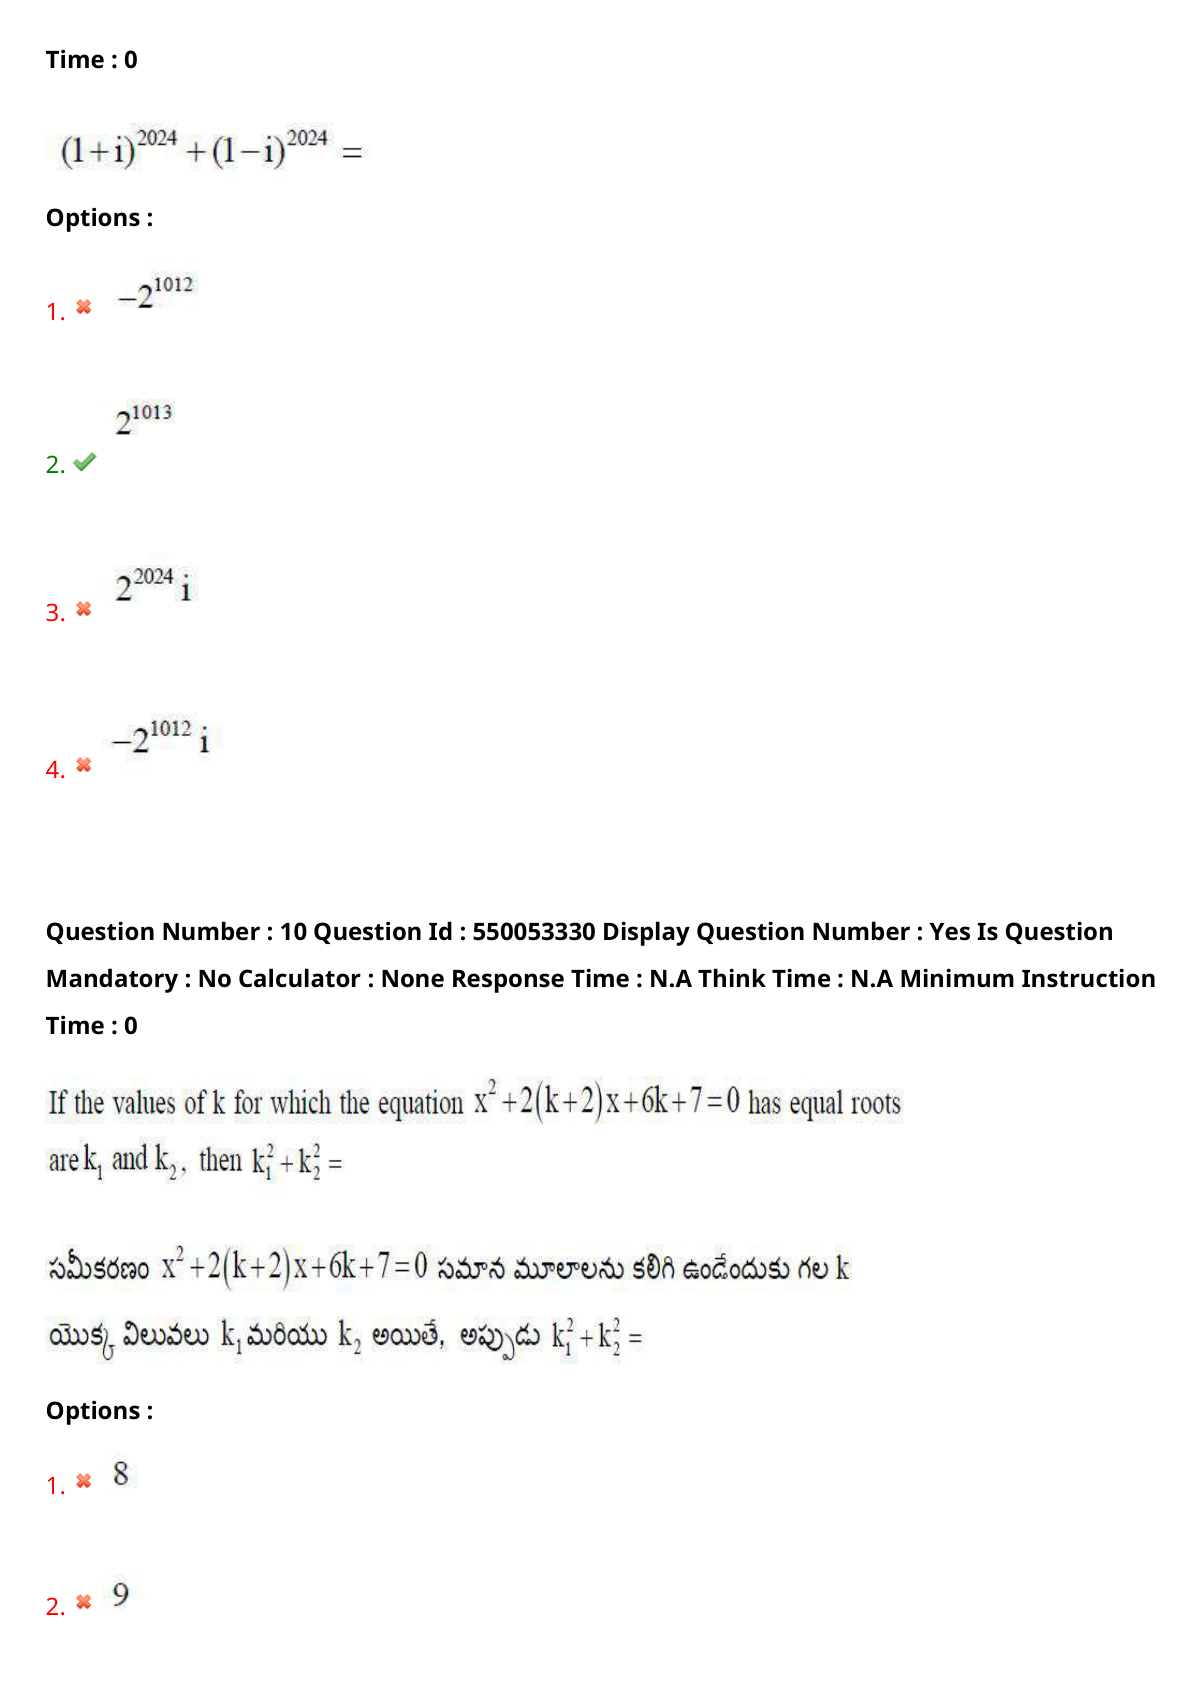 Time : 0
(1+i)^2024 + (1−i)^2024 =
Options :
1. −2^1012
2. 2^1013
3. 2^2024 i
4. −2^1012 i
Question Number : 10 Question Id : 550053330 Display Question Number : Yes Is Question
Mandatory : No Calculator : None Response Time : N.A Think Time : N.A Minimum Instruction
Time : 0
If the values of k for which the equation x^2+2(k+2)x+6k+7=0 has equal roots
are k_1 and k_2, then k_1^2+k_2^2 =
సమీకరణం x^2+2(k+2)x+6k+7=0 సమాన మూలాలను కలిగి ఉండేందుకు గల k
యొక్క విలువలు k_1 మరియు k_2 అయితే, అప్పుడు k_1^2+k_2^2 =
Options :
1. 8
2. 9